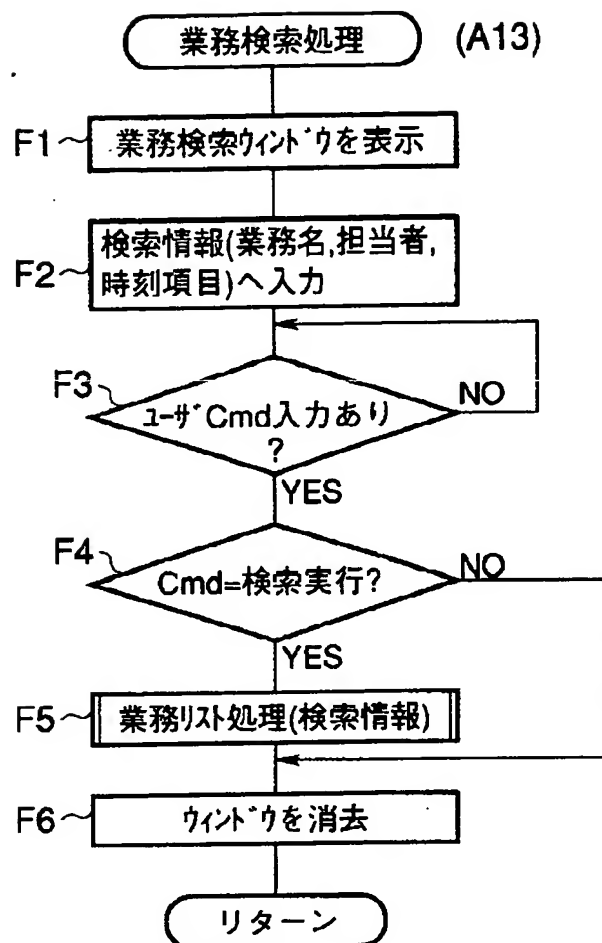 業務検索処理 (A13)
F1 業務検索ウィンドウを表示
F2 検索情報(業務名,担当者,
時刻項目)へ入力
F3 ユーザCmd入力あり
?
NO
YES
F4 Cmd=検索実行?
NO
YES
F5 業務リスト処理(検索情報)
F6 ウィンドウを消去
リターン